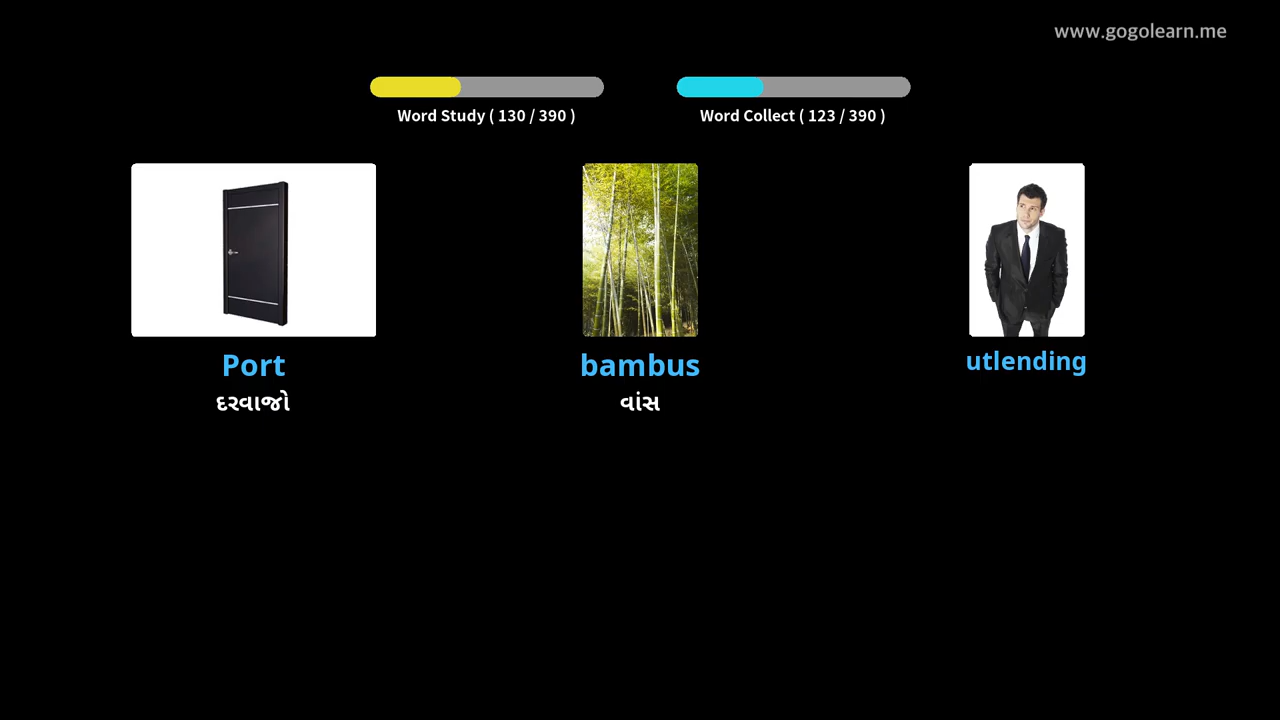 www.gogolearn.me
Word Study ( 130 / 390 )
Word Collect ( 123 / 390 )
Port
bambus
utlending
દરવાજો
વાંસ